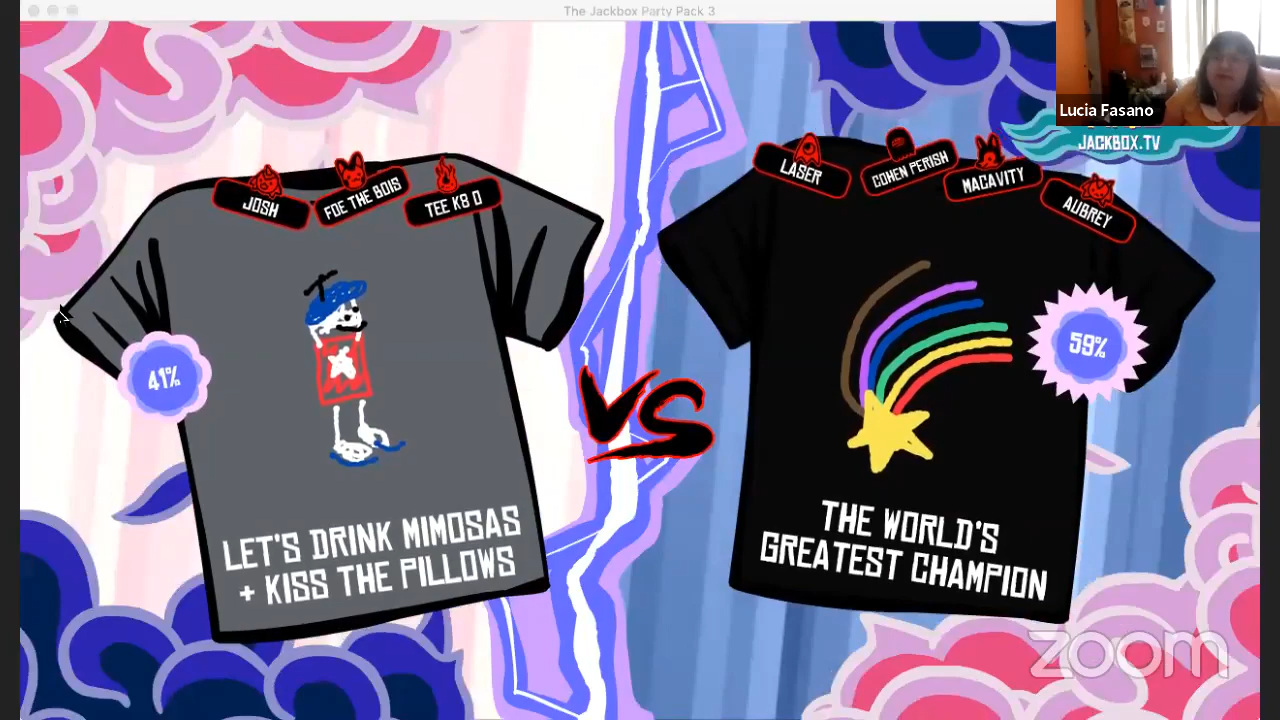 The Jackbox Party Pack 3
Lucia Fasano
JACKBOX.TV
JOSH
FOE THE BOIS
TEE K8 O
LASER
COHEN PERISH
MACAVITY
AUBREY
41%
59%
VS
LET'S DRINK MIMOSAS
+ KISS THE PILLOWS
THE WORLD'S
GREATEST CHAMPION
zoom